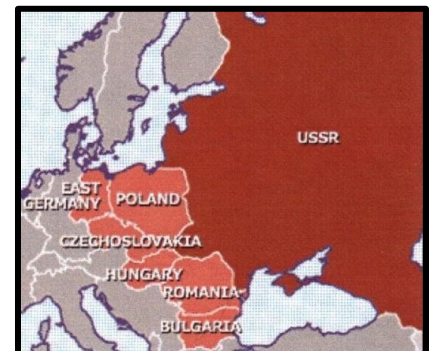 USSR
EAST
GERMANY
POLAND
CZECHOSLOVAKIA
HUNGARY
ROMANIA
BULGARIA